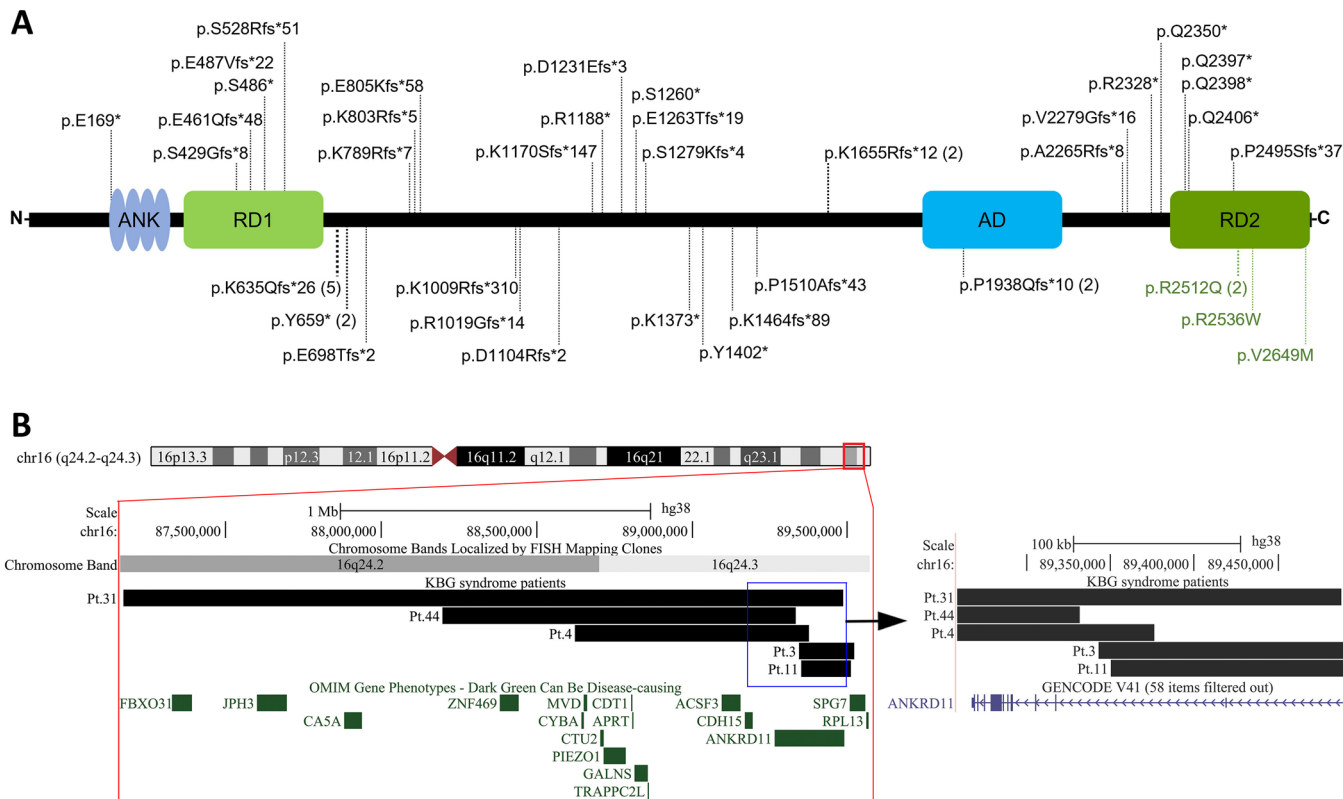 A
p.S528Rfs*51
p.E487Vfs*22
p.S486*
p.E169*
p.E461Qfs*48
p.S429Gfs*8
p.E805Kfs*58
p.K803Rfs*5
p.K789Rfs*7
p.D1231Efs*3
p.S1260*
p.R1188*
p.E1263Tfs*19
p.K1170Sfs*147
p.S1279Kfs*4
p.K1655Rfs*12 (2)
p.Q2350*
p.Q2397*
p.R2328*
p.Q2398*
p.V2279Gfs*16
p.Q2406*
p.A2265Rfs*8
p.P2495Sfs*37
N-
ANK
RD1
AD
RD2
-C
p.K635Qfs*26 (5)
p.Y659* (2)
p.E698Tfs*2
p.K1009Rfs*310
p.R1019Gfs*14
p.D1104Rfs*2
p.K1373*
p.Y1402*
p.K1464fs*89
p.P1510Afs*43
p.P1938Qfs*10 (2)
p.R2512Q (2)
p.R2536W
p.V2649M
B
chr16 (q24.2-q24.3)
16p13.3 p12.3 12.1 16p11.2 16q11.2 q12.1 16q21 22.1 q23.1
Scale 1 Mb hg38
chr16: 87,500,000 88,000,000 88,500,000 89,000,000 89,500,000
Chromosome Bands Localized by FISH Mapping Clones
Chromosome Band 16q24.2 16q24.3
KBG syndrome patients
Pt.31
Pt.44
Pt.4
Pt.3
Pt.11
OMIM Gene Phenotypes - Dark Green Can Be Disease-causing
FBXO31 JPH3 ZNF469 MVD CDT1 ACSF3 SPG7
CA5A CYBA APRT CDH15 RPL13
CTU2 ANKRD11
PIEZO1
GALNS
TRAPPC2L
Scale 100 kb hg38
chr16: 89,350,000 89,400,000 89,450,000
KBG syndrome patients
Pt.31
Pt.44
Pt.4
Pt.3
Pt.11
GENCODE V41 (58 items filtered out)
ANKRD11